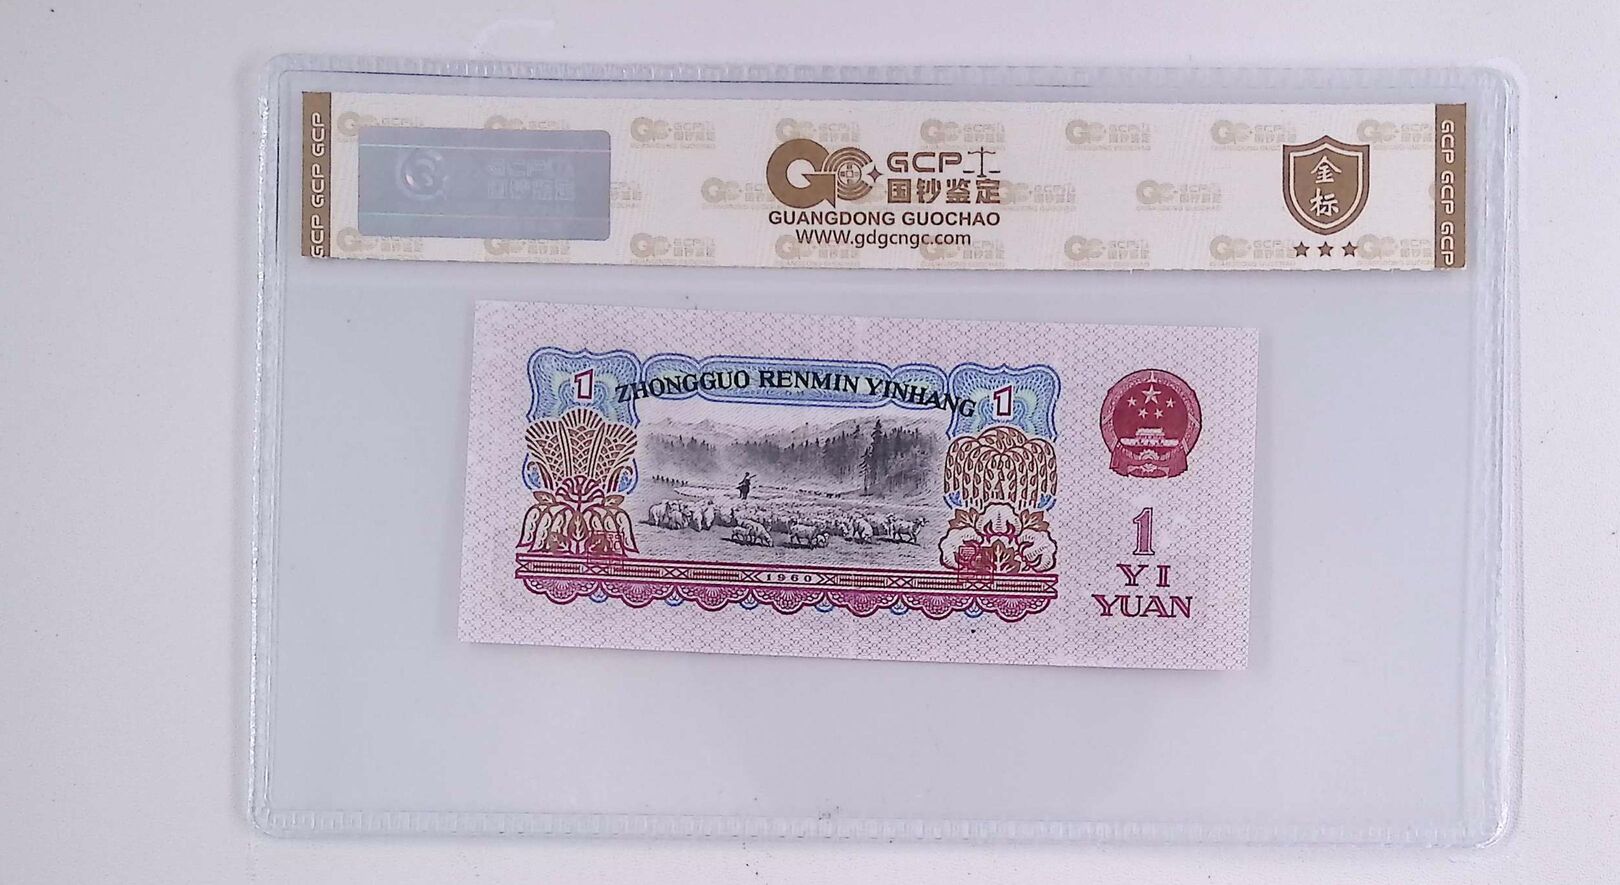 GCP GCP GCP
GCP
国钞鉴定
GUANGDONG GUOCHAO
WWW.gdgcngc.com
金标
GCP GCP GCP
1 ZHONGGUO RENMIN YINHANG 1
1960
1
YI
YUAN